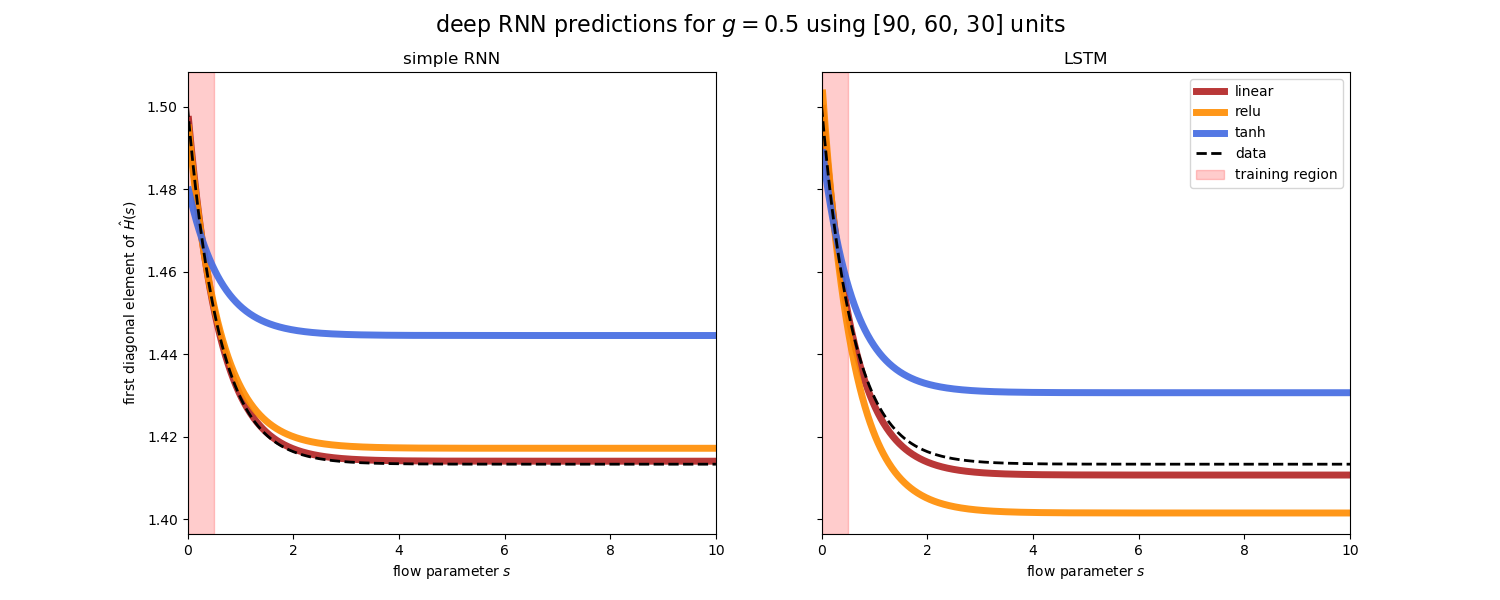 deep RNN predictions for g = 0.5 using [90, 60, 30] units
simple RNN
LSTM
first diagonal element of Ĥ(s)
1.50
1.48
1.46
1.44
1.42
1.40
0 2 4 6 8 10
flow parameter s
linear
relu
tanh
data
training region
0 2 4 6 8 10
flow parameter s